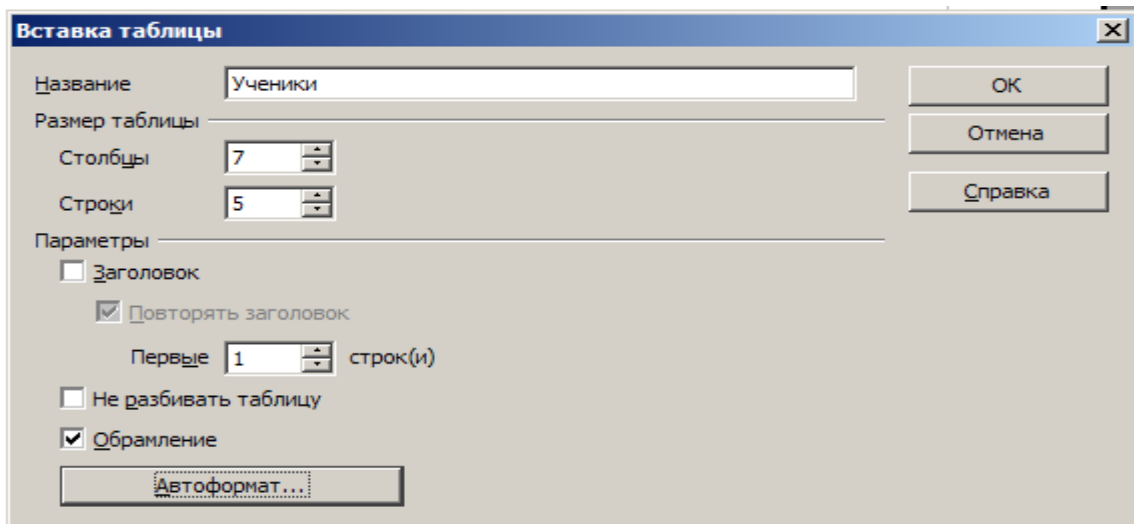 Вставка таблицы
Название Ученики OK
Размер таблицы Отмена
Столбцы 7
Строки 5 Справка
Параметры
Заголовок
Повторять заголовок
Первые 1 строк(и)
Не разбивать таблицу
Обрамление
Автоформат...